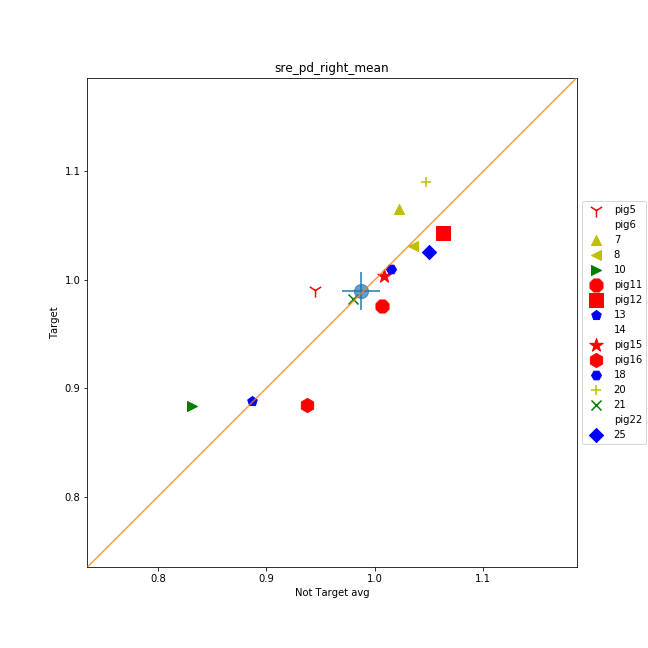 sre_pd_right_mean
Target
1.1
1.0
0.9
0.8
0.8
0.9
1.0
1.1
Not Target avg
pig5
pig6
7
8
10
pig11
pig12
13
14
pig15
pig16
18
20
21
pig22
25